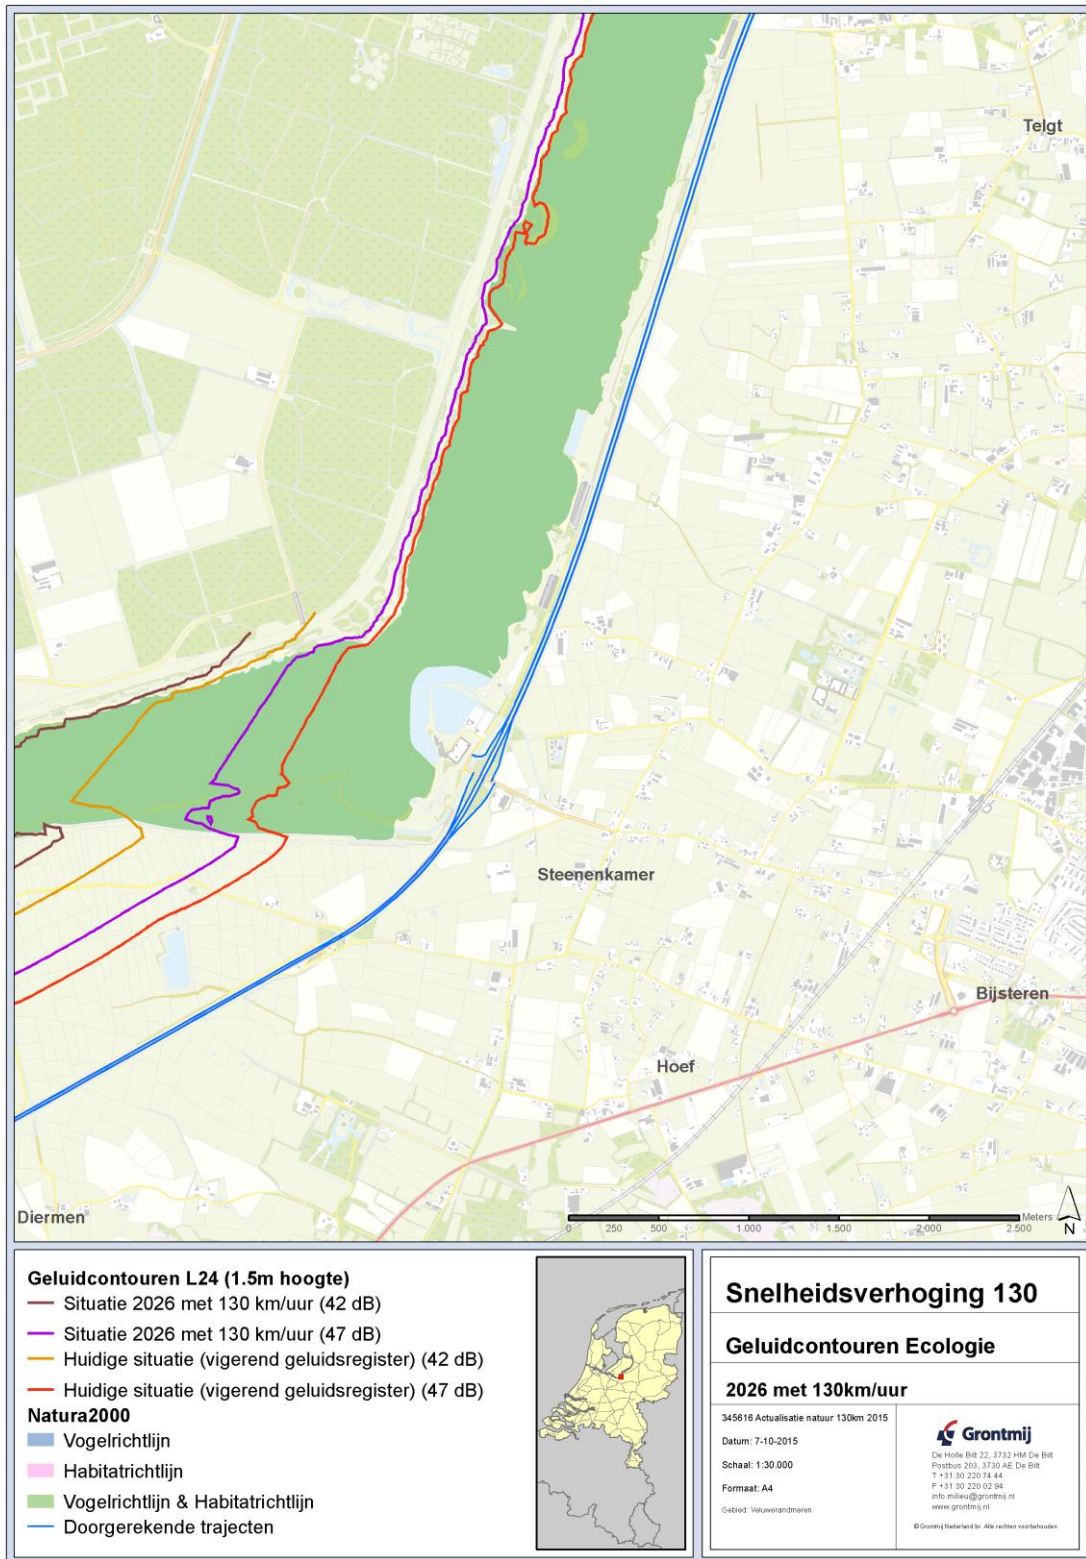 Telgt
Steenenkamer
Bijsteren
Hoef
Diermen
Meters
0 250 500 1.000 1.500 2.000 2.500
N
Geluidcontouren L24 (1.5m hoogte)
Situatie 2026 met 130 km/uur (42 dB)
Situatie 2026 met 130 km/uur (47 dB)
Huidige situatie (vigerend geluidsregister) (42 dB)
Huidige situatie (vigerend geluidsregister) (47 dB)
Natura2000
Vogelrichtlijn
Habitatrichtlijn
Vogelrichtlijn & Habitatrichtlijn
Doorgerekende trajecten
Snelheidsverhoging 130
Geluidcontouren Ecologie
2026 met 130km/uur
345616 Actualisatie natuur 130km 2015
Datum: 7-10-2015
Schaal: 1:30.000
Formaat: A4
Gebied: Veluwerandmeren
Grontmij
De Holle Bilt 22, 3732 HM De Bilt
Postbus 203, 3730 AE De Bilt
T +31 30 220 74 44
F +31 30 220 02 94
info.milieu@grontmij.nl
www.grontmij.nl
© Grontmij Nederland bv. Alle rechten voorbehouden